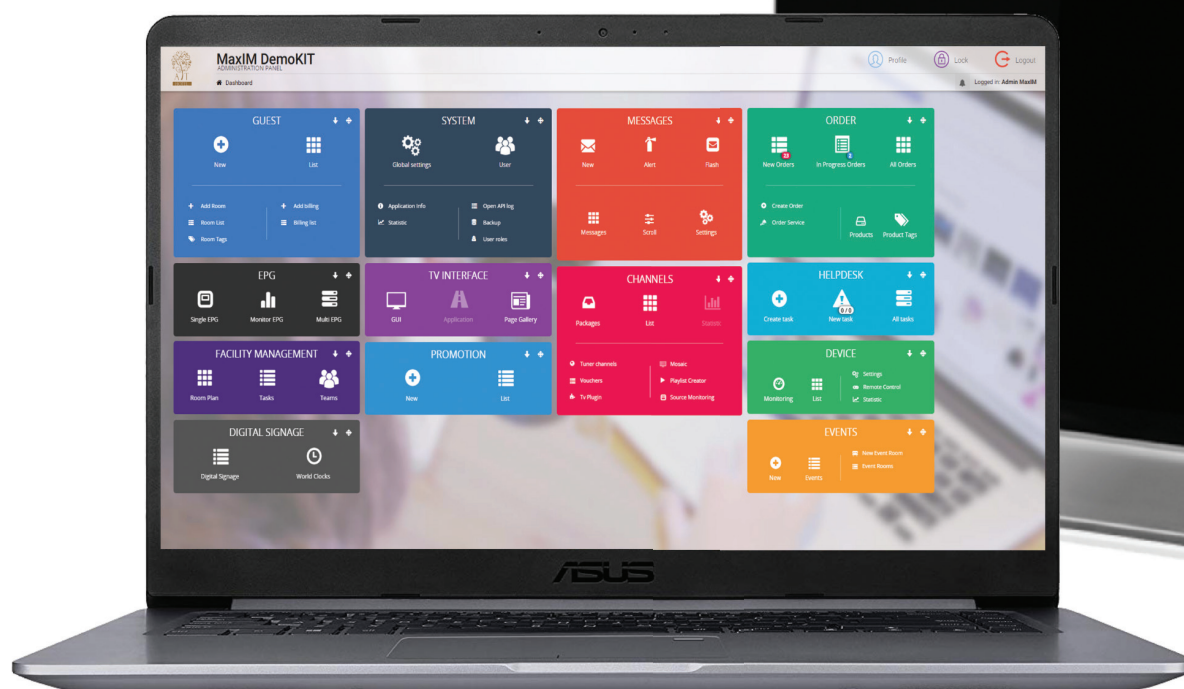 MaxIM DemoKIT
ADMINISTRATION PANEL
Profile
Lock
Logout
Dashboard
Logged in: Admin MaxIM
GUEST
New
List
Add Room
Add billing
Room List
Billing list
Room Tags
SYSTEM
Global settings
User
Application Info
Open API log
Statistic
Backup
User roles
MESSAGES
New
Alert
Flash
Messages
Scroll
Settings
ORDER
23
2
New Orders
In Progress Orders
All Orders
Create Order
Order Service
Products
Product Tags
EPG
Single EPG
Monitor EPG
Multi EPG
TV INTERFACE
GUI
Application
Page Gallery
CHANNELS
Packages
List
Statistic
Tuner channels
Mosaic
Vouchers
Playlist Creator
Tv Plugin
Source Monitoring
HELPDESK
0/0
Create task
New task
All tasks
FACILITY MANAGEMENT
Room Plan
Tasks
Teams
PROMOTION
New
List
DEVICE
Settings
Remote Control
Statistic
Monitoring
List
DIGITAL SIGNAGE
Digital Signage
World Clocks
EVENTS
New Event Room
Event Rooms
New
Events
ASUS